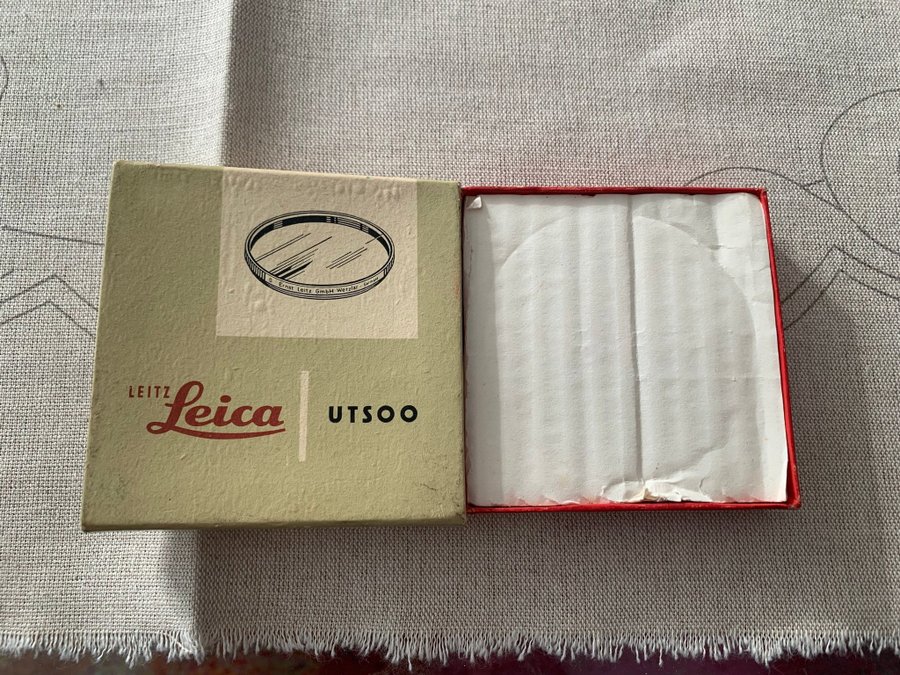 Ernst Leitz GmbH Wetzlar
LEITZ
Leica
UTSOO